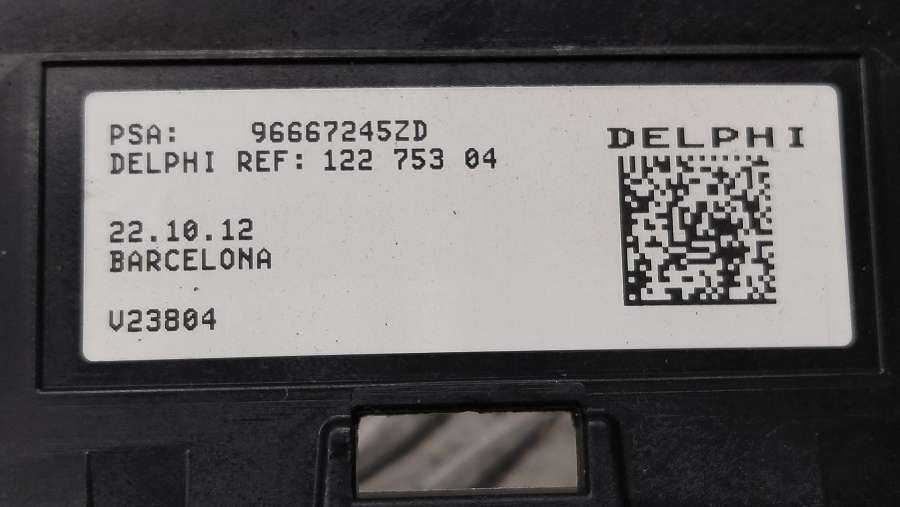 PSA: 96667245ZD
DELPHI REF: 122 753 04
DELPHI
22.10.12
BARCELONA
V23804